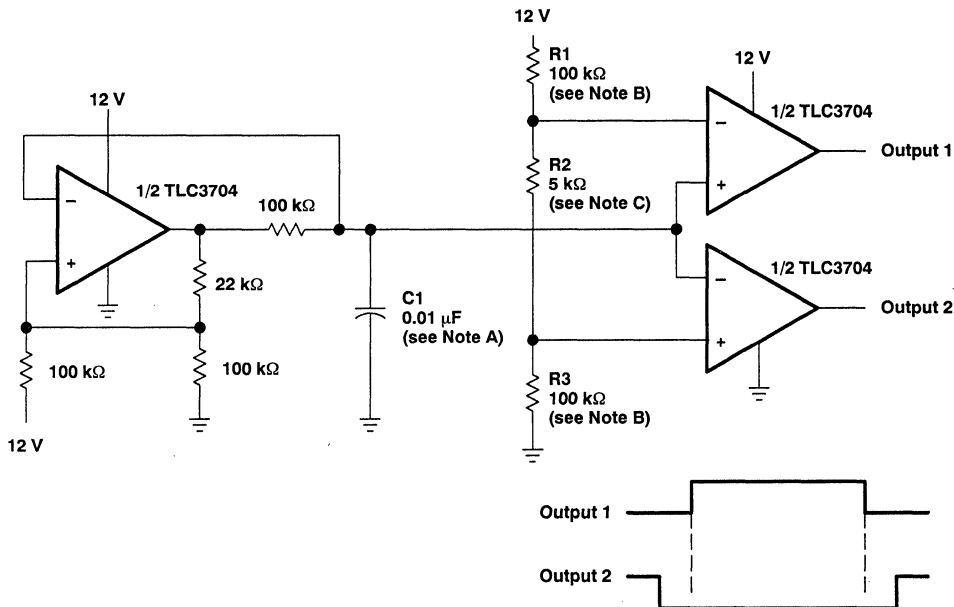 12 V
1/2 TLC3704
100 kΩ
22 kΩ
100 kΩ
100 kΩ
12 V
C1
0.01 μF
(see Note A)
12 V
R1
100 kΩ
(see Note B)
R2
5 kΩ
(see Note C)
R3
100 kΩ
(see Note B)
12 V
1/2 TLC3704
Output 1
1/2 TLC3704
Output 2
Output 1
Output 2